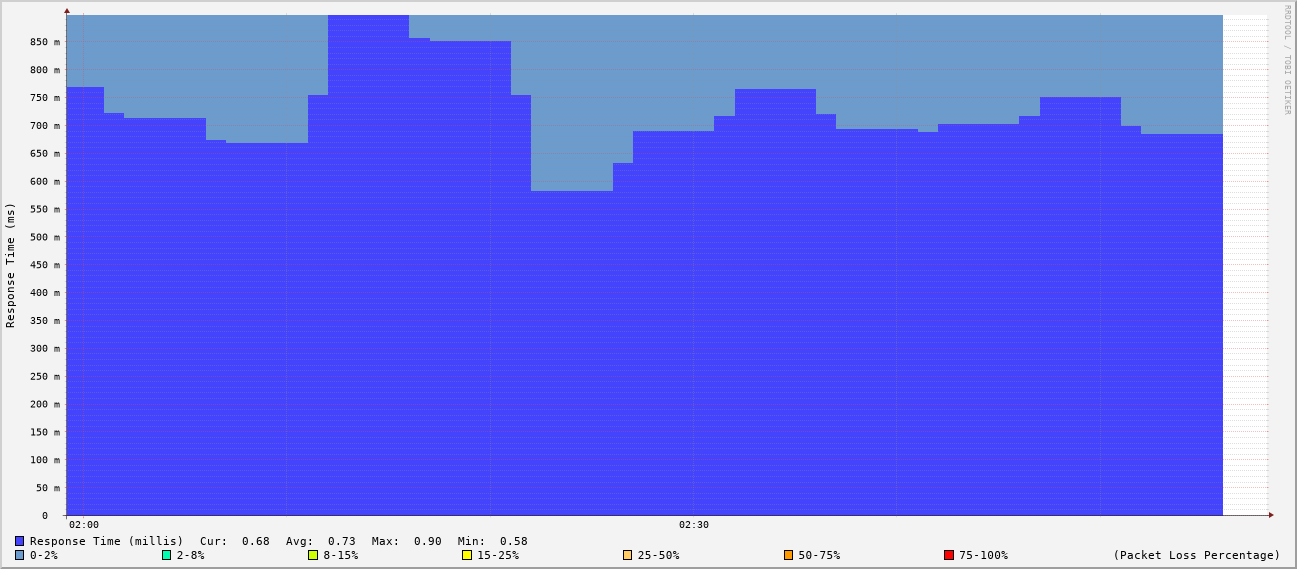 RRDTOOL / TOBI OETIKER
Response Time (ms)
850 m
800 m
750 m
700 m
650 m
600 m
550 m
500 m
450 m
400 m
350 m
300 m
250 m
200 m
150 m
100 m
50 m
0
02:00 02:30
Response Time (millis) Cur: 0.68 Avg: 0.73 Max: 0.90 Min: 0.58
0-2% 2-8% 8-15% 15-25% 25-50% 50-75% 75-100% (Packet Loss Percentage)